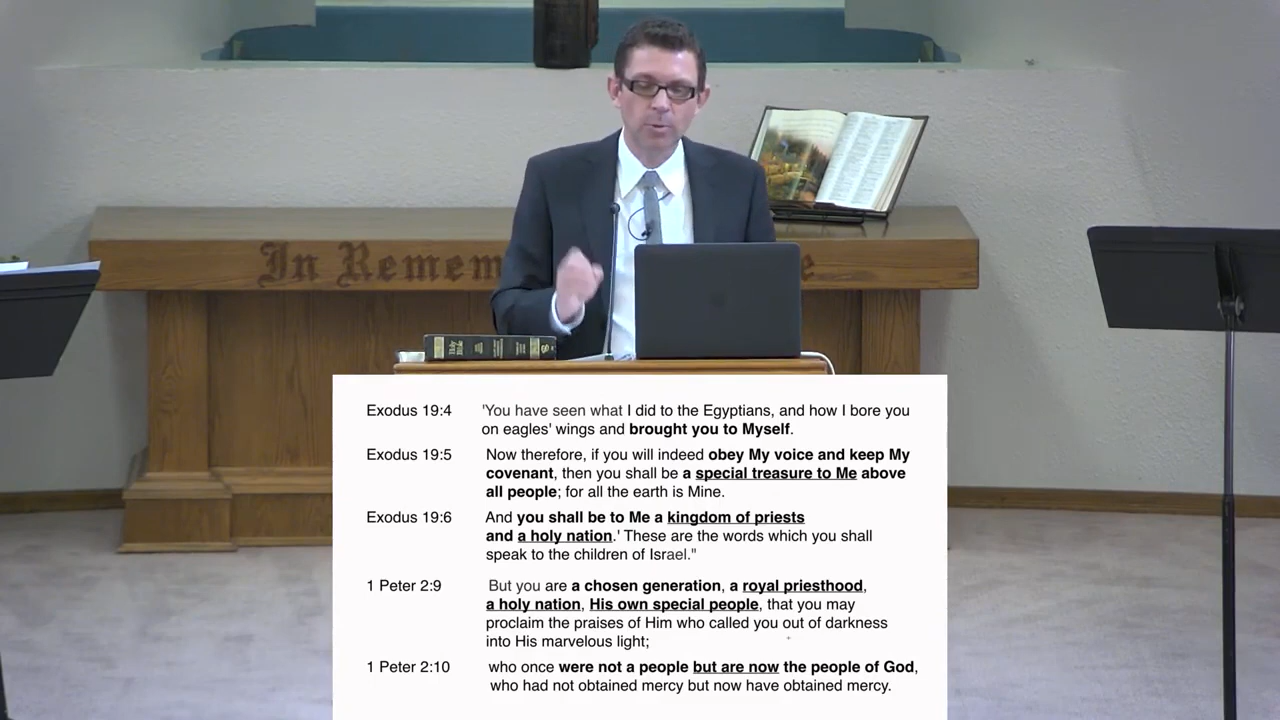 In Remem e
Holy Bible
Exodus 19:4 'You have seen what I did to the Egyptians, and how I bore you
on eagles' wings and brought you to Myself.
Exodus 19:5 Now therefore, if you will indeed obey My voice and keep My
covenant, then you shall be a special treasure to Me above
all people; for all the earth is Mine.
Exodus 19:6 And you shall be to Me a kingdom of priests
and a holy nation.' These are the words which you shall
speak to the children of Israel."
1 Peter 2:9 But you are a chosen generation, a royal priesthood,
a holy nation, His own special people, that you may
proclaim the praises of Him who called you out of darkness
into His marvelous light;
1 Peter 2:10 who once were not a people but are now the people of God,
who had not obtained mercy but now have obtained mercy.